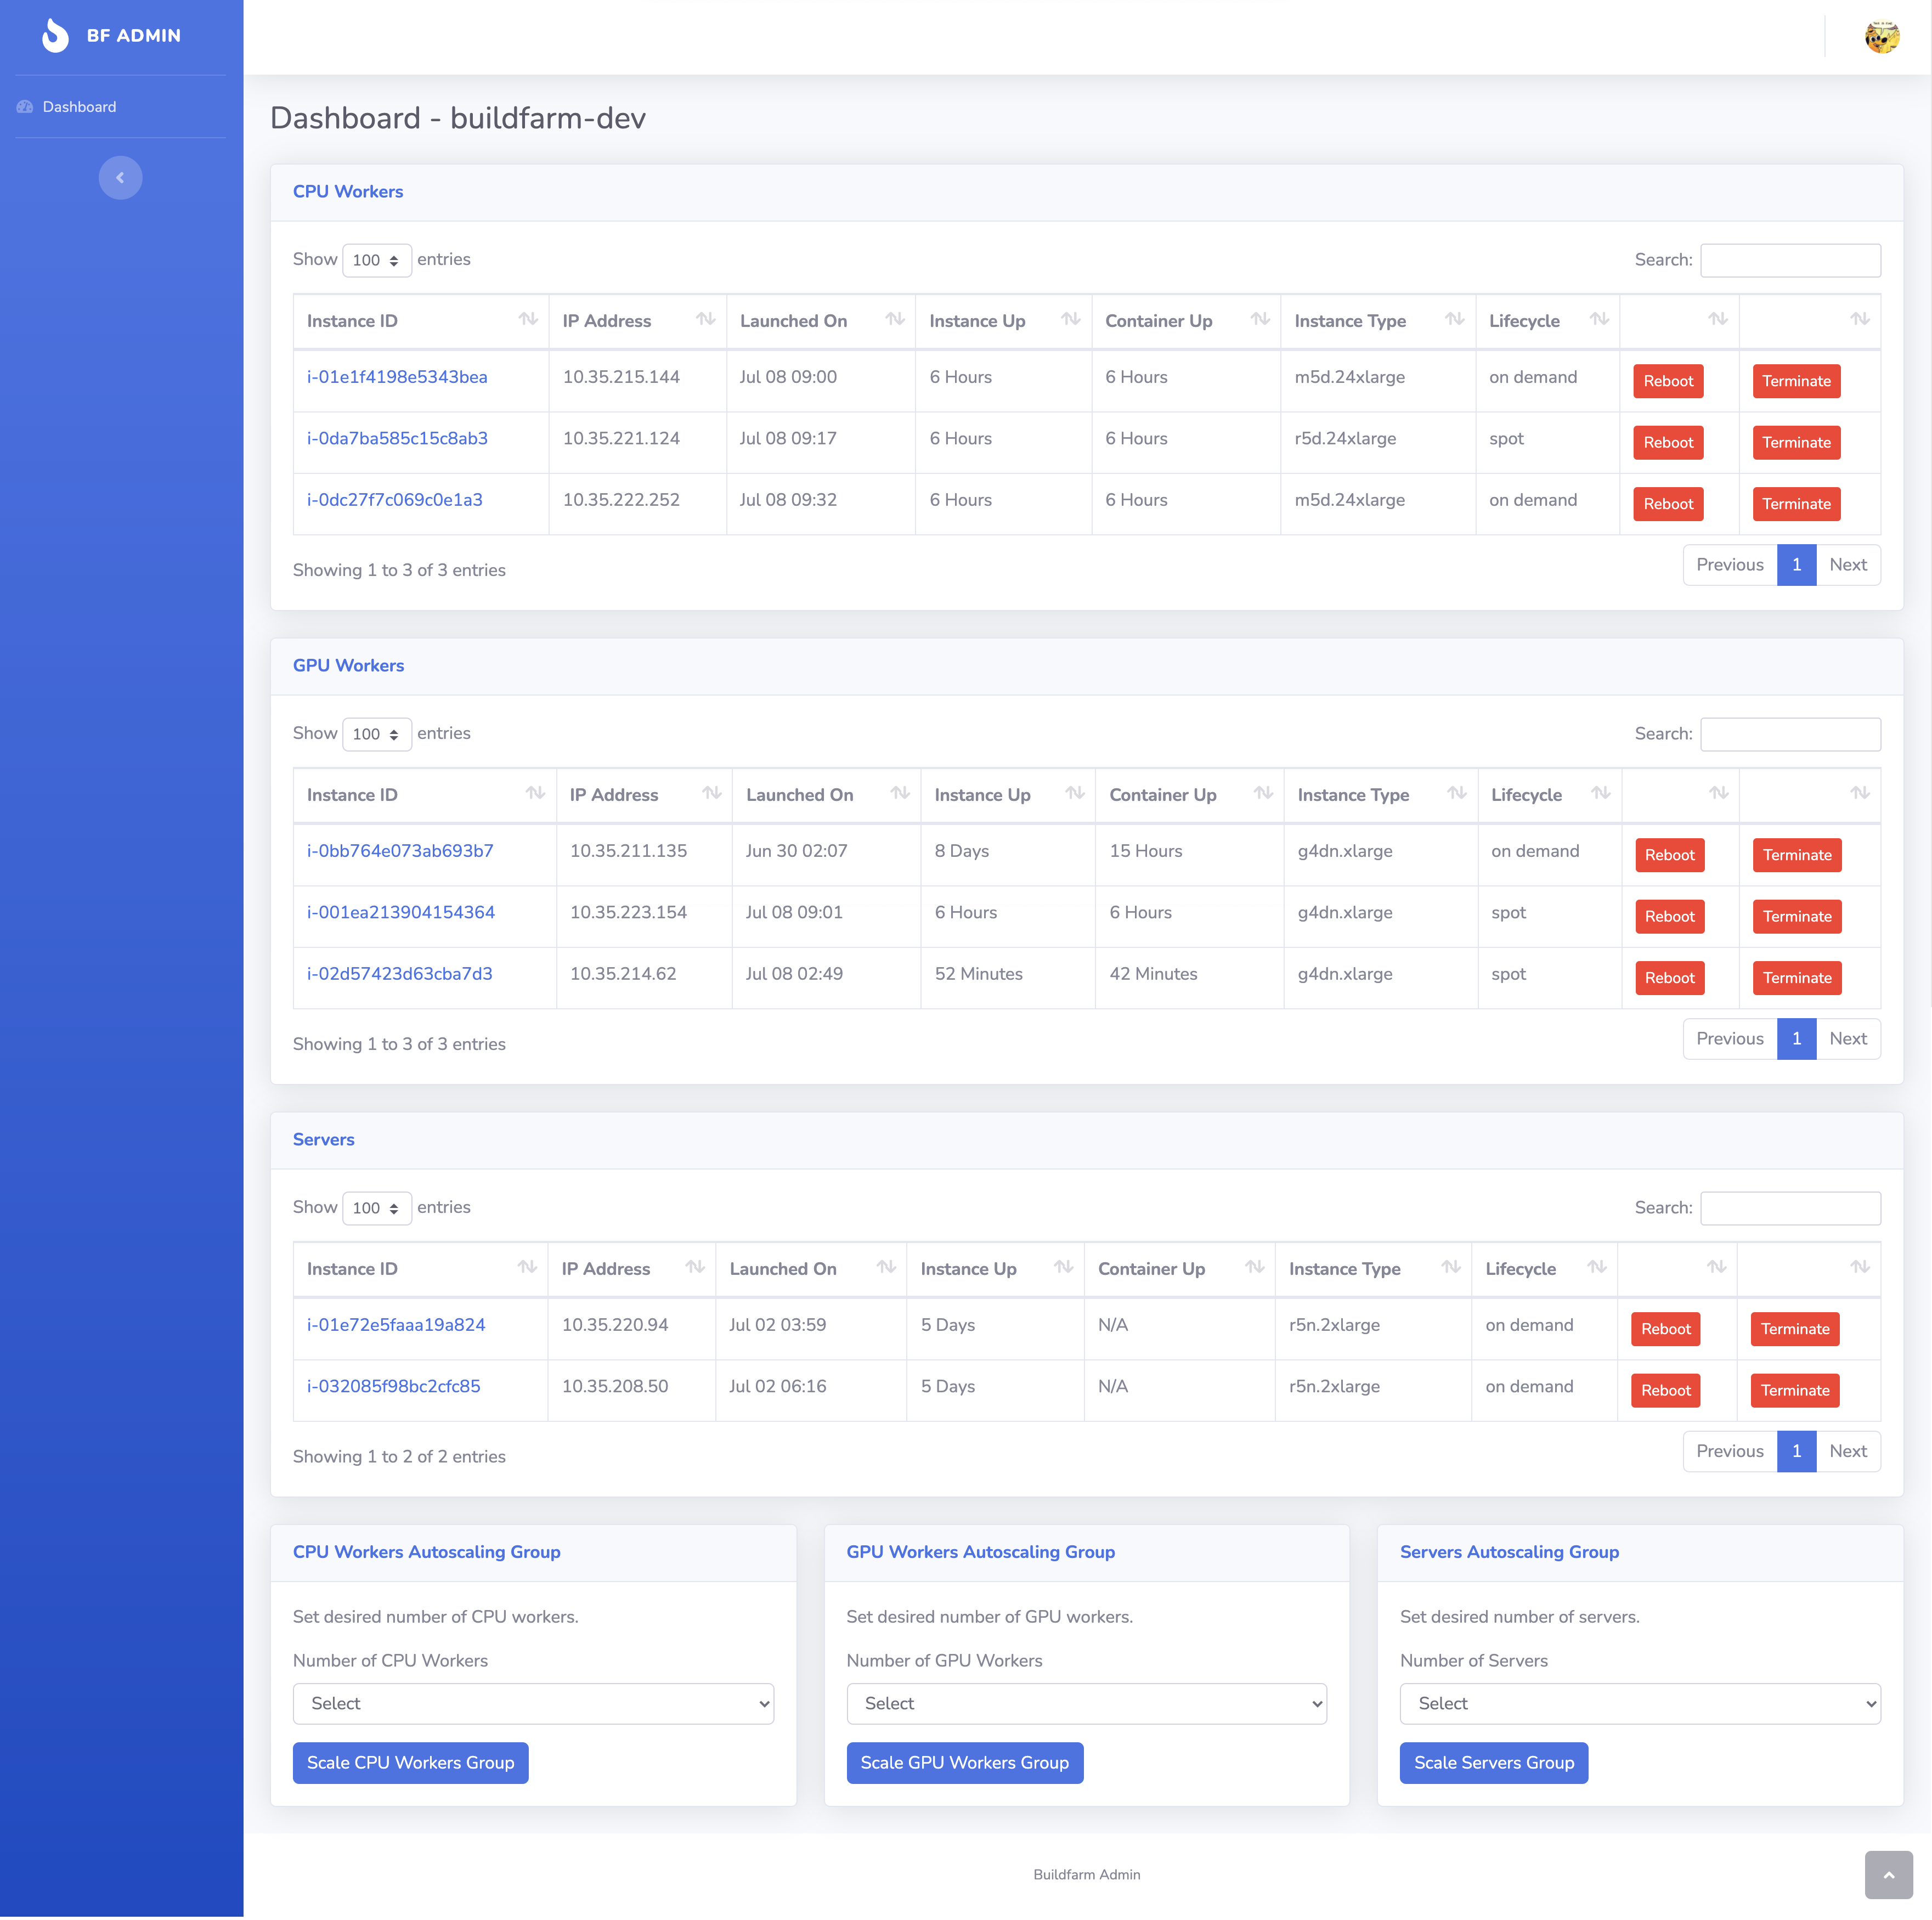 BF ADMIN
Dashboard
Dashboard - buildfarm-dev
CPU Workers
Show 100 entries Search:
Instance ID IP Address Launched On Instance Up Container Up Instance Type Lifecycle
i-01e1f4198e5343bea 10.35.215.144 Jul 08 09:00 6 Hours 6 Hours m5d.24xlarge on demand Reboot Terminate
i-0da7ba585c15c8ab3 10.35.221.124 Jul 08 09:17 6 Hours 6 Hours r5d.24xlarge spot Reboot Terminate
i-0dc27f7c069c0e1a3 10.35.222.252 Jul 08 09:32 6 Hours 6 Hours m5d.24xlarge on demand Reboot Terminate
Showing 1 to 3 of 3 entries Previous 1 Next
GPU Workers
Show 100 entries Search:
Instance ID IP Address Launched On Instance Up Container Up Instance Type Lifecycle
i-0bb764e073ab693b7 10.35.211.135 Jun 30 02:07 8 Days 15 Hours g4dn.xlarge on demand Reboot Terminate
i-001ea213904154364 10.35.223.154 Jul 08 09:01 6 Hours 6 Hours g4dn.xlarge spot Reboot Terminate
i-02d57423d63cba7d3 10.35.214.62 Jul 08 02:49 52 Minutes 42 Minutes g4dn.xlarge spot Reboot Terminate
Showing 1 to 3 of 3 entries Previous 1 Next
Servers
Show 100 entries Search:
Instance ID IP Address Launched On Instance Up Container Up Instance Type Lifecycle
i-01e72e5faaa19a824 10.35.220.94 Jul 02 03:59 5 Days N/A r5n.2xlarge on demand Reboot Terminate
i-032085f98bc2cfc85 10.35.208.50 Jul 02 06:16 5 Days N/A r5n.2xlarge on demand Reboot Terminate
Showing 1 to 2 of 2 entries Previous 1 Next
CPU Workers Autoscaling Group
Set desired number of CPU workers.
Number of CPU Workers
Select
Scale CPU Workers Group
GPU Workers Autoscaling Group
Set desired number of GPU workers.
Number of GPU Workers
Select
Scale GPU Workers Group
Servers Autoscaling Group
Set desired number of servers.
Number of Servers
Select
Scale Servers Group
Buildfarm Admin